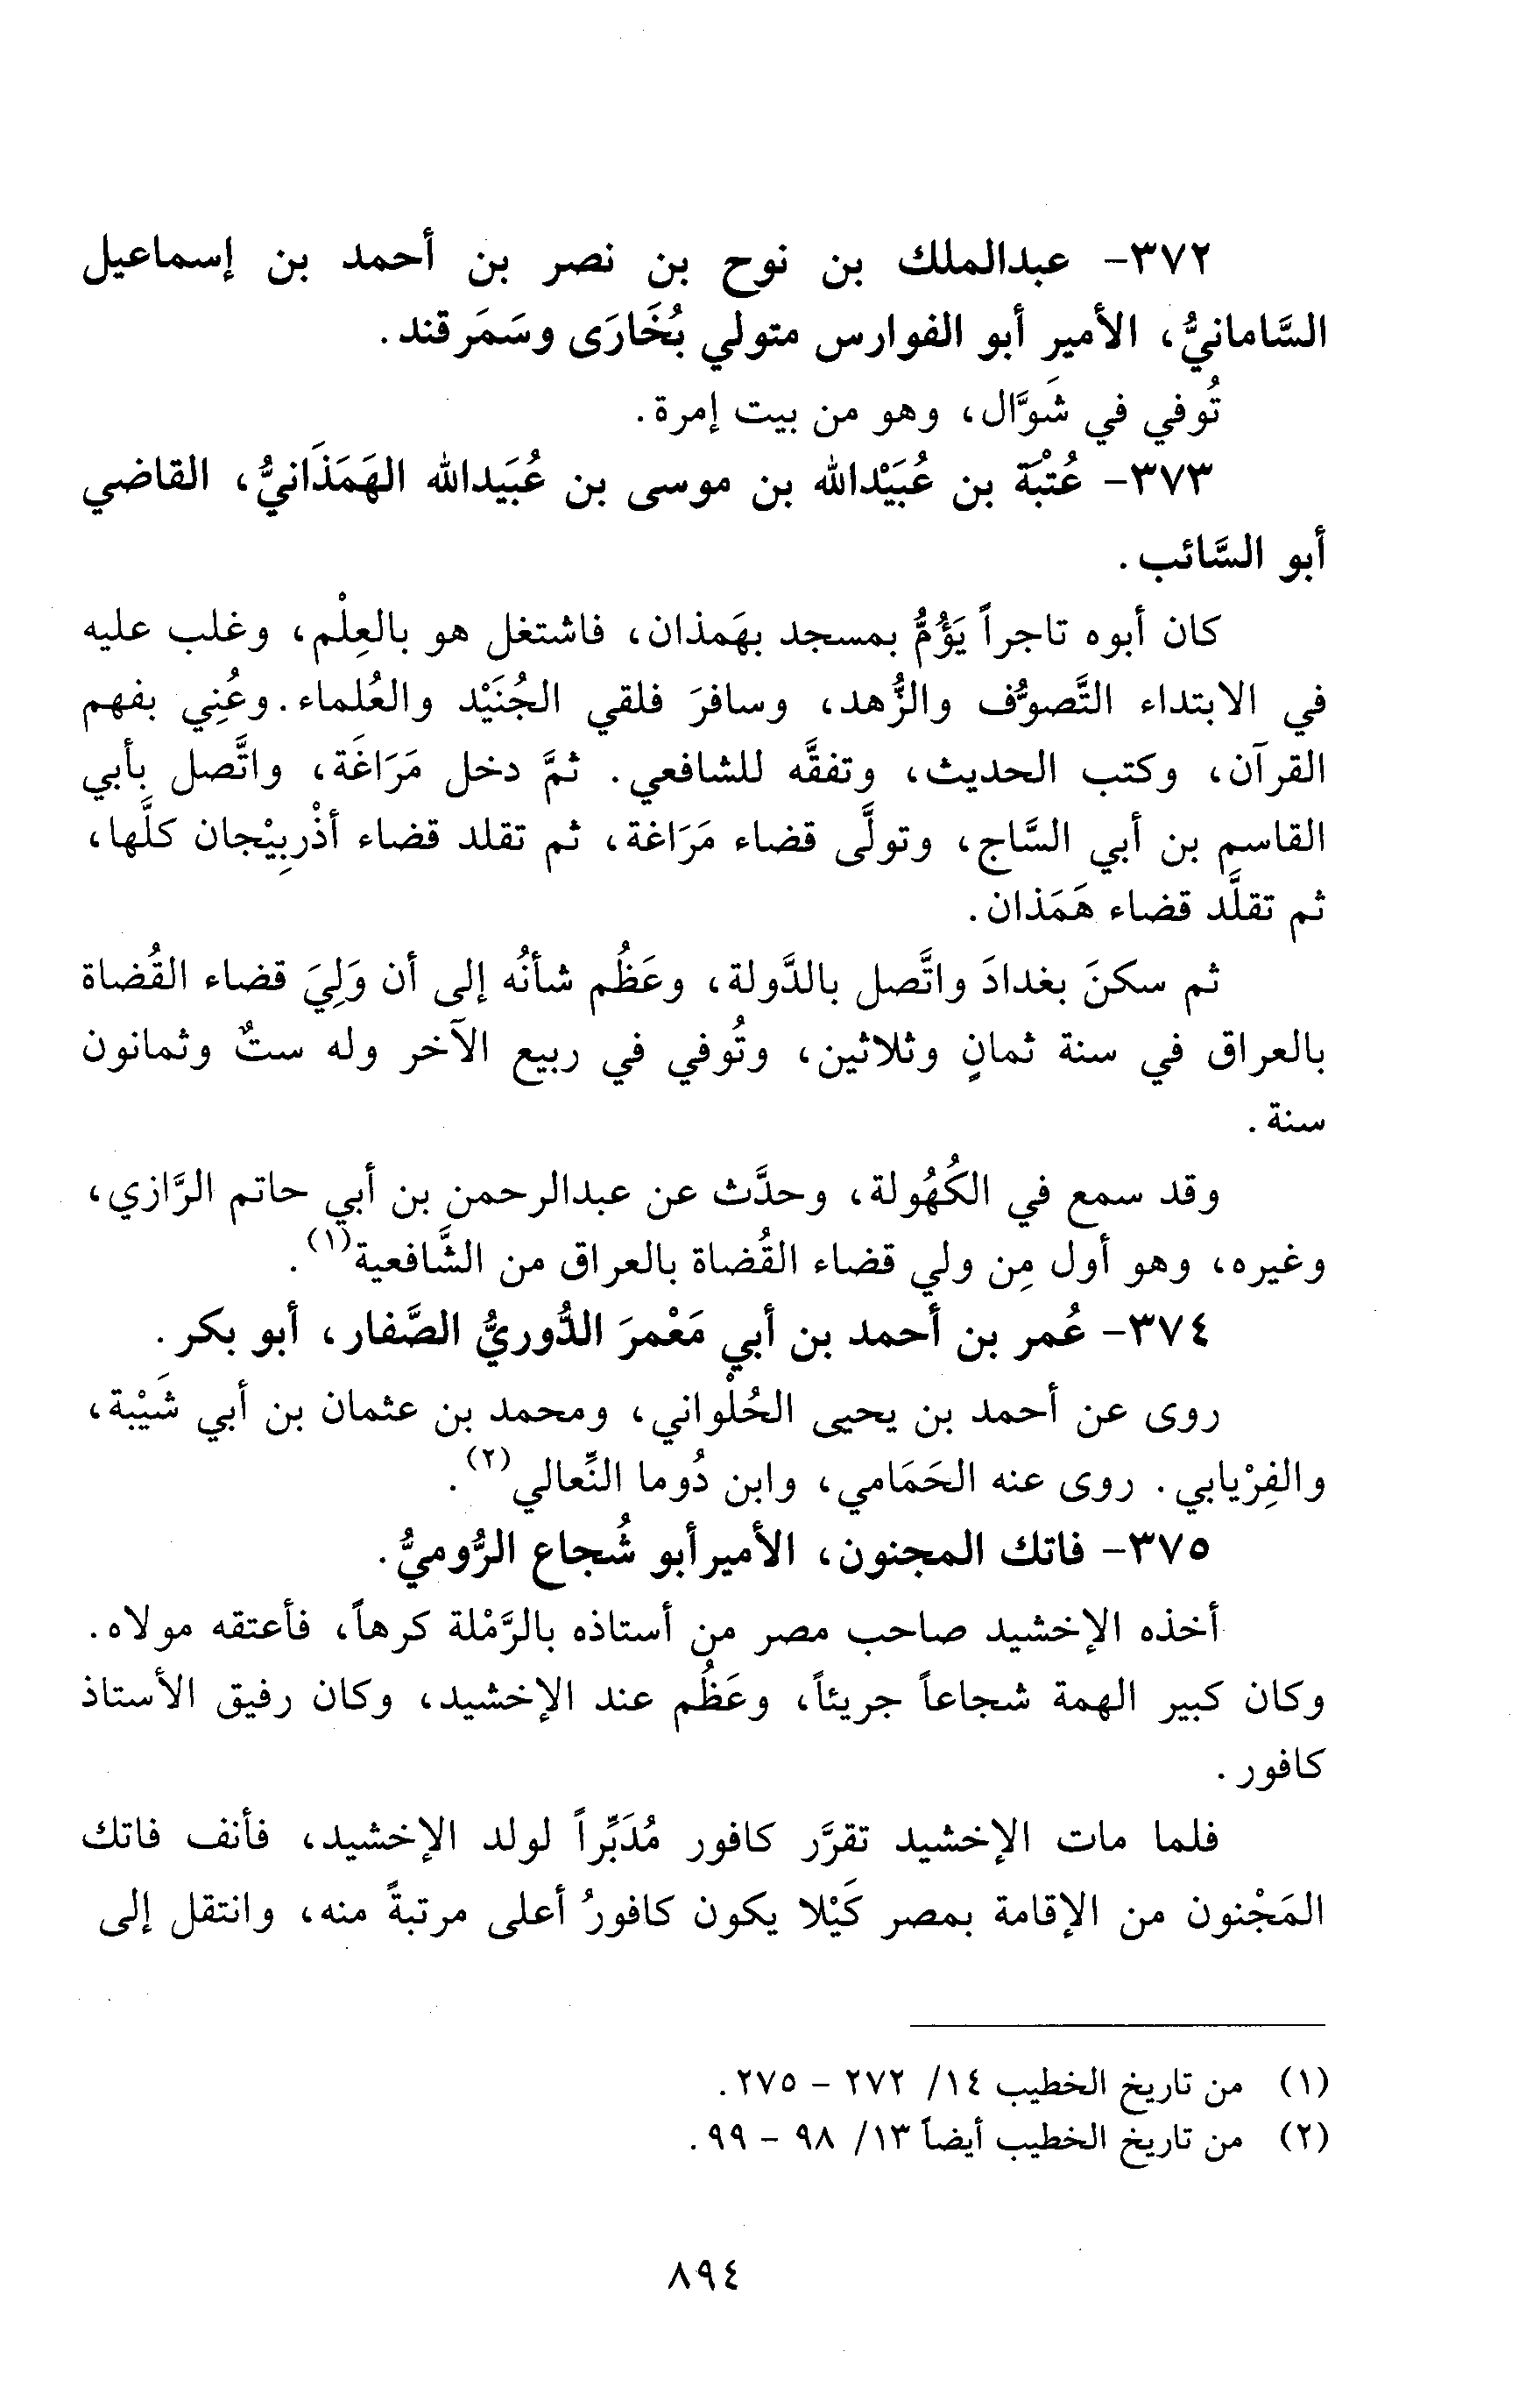 ٣٧٢- عبدالملك بن نوح بن نصر بن أحمد بن إسماعيل
السَّامانيُّ، الأمير أبو الفوارس متولي بُخَارَى وسَمَرقند.
تُوفي في شَوَّال، وهو من بيت إمرة.
٣٧٣- عُتْبَة بن عُبَيْدالله بن موسى بن عُبَيدالله الهَمَذَانيُّ، القاضي
أبو السَّائب.
كان أبوه تاجراً يَؤُمُّ بمسجد بهَمذان، فاشتغل هو بالعِلْم، وغلب عليه
في الابتداء التَّصوُّف والزُّهد، وسافرَ فلقي الجُنَيْد والعُلماء. وعُنِي بفهم
القرآن، وكتب الحديث، وتفقَّه للشافعي. ثمَّ دخل مَرَاغَة، واتَّصل بأبي
القاسم بن أبي السَّاج، وتولَّى قضاء مَرَاغة، ثم تقلد قضاء أذْربِيْجان كلَّها،
ثم تقلَّد قضاء هَمَذان.
ثم سكنَ بغدادَ واتَّصل بالدَّولة، وعَظُم شأنُه إلى أن وَلِيَ قضاء القُضاة
بالعراق في سنة ثمانٍ وثلاثين، وتُوفي في ربيع الآخر وله ستٌ وثمانون
سنة.
وقد سمع في الكُهُولة، وحدَّث عن عبدالرحمن بن أبي حاتم الرَّازي،
وغيره، وهو أول مِن ولي قضاء القُضاة بالعراق من الشَّافعية(١).
٣٧٤- عُمر بن أحمد بن أبي مَعْمرَ الدُّوريُّ الصَّفار، أبو بكر.
روى عن أحمد بن يحيى الحُلْواني، ومحمد بن عثمان بن أبي شَيْبة،
والفِرْيابي. روى عنه الحَمَامي، وابن دُوما النِّعالي(٢).
٣٧٥- فاتك المجنون، الأمير أبو شُجاع الرُّوميُّ.
أخذه الإخشيد صاحب مصر من أستاذه بالرَّمْلة كرهاً، فأعتقه مولاه.
وكان كبير الهمة شجاعاً جريئاً، وعَظُم عند الإخشيد، وكان رفيق الأستاذ
كافور.
فلما مات الإخشيد تقرَّر كافور مُدَبِّراً لولد الإخشيد، فأنف فاتك
المَجْنون من الإقامة بمصر كَيْلا يكون كافورُ أعلى مرتبةً منه، وانتقل إلى
(١) من تاريخ الخطيب ١٤/ ٢٧٢ - ٢٧٥.
(٢) من تاريخ الخطيب أيضاً ١٣/ ٩٨ - ٩٩.
٨٩٤